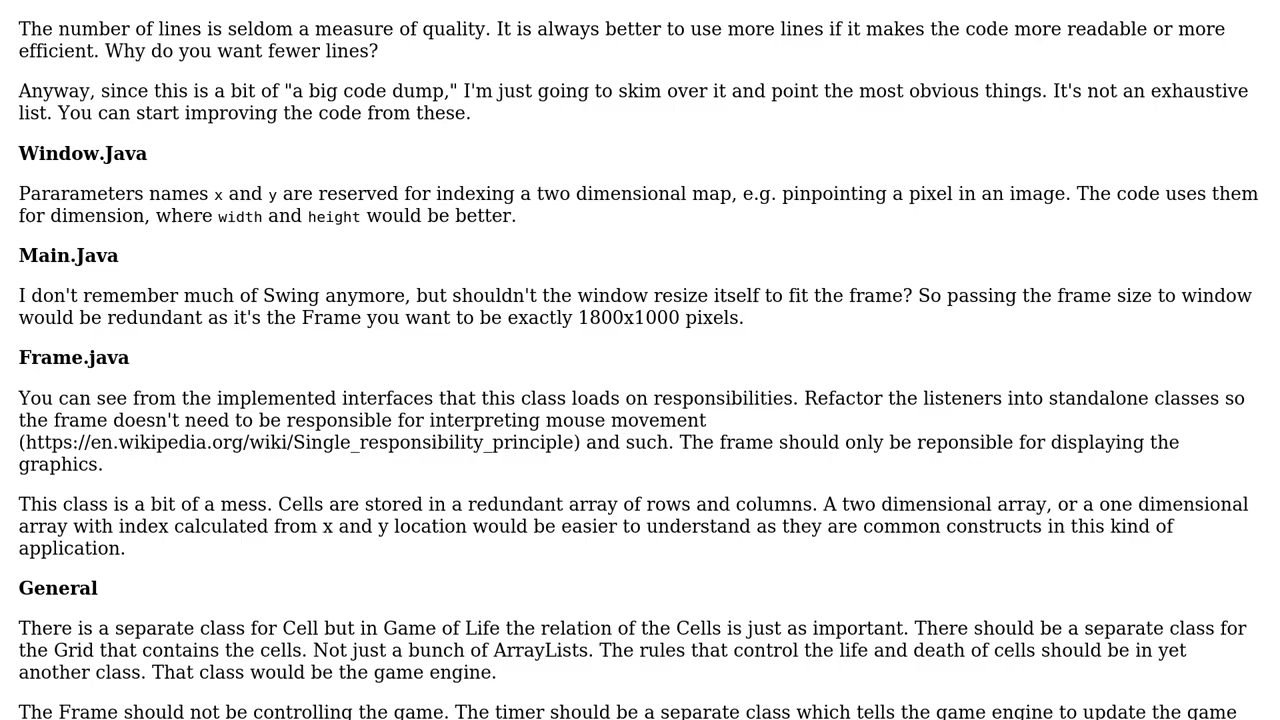 The number of lines is seldom a measure of quality. It is always better to use more lines if it makes the code more readable or more
efficient. Why do you want fewer lines?
Anyway, since this is a bit of "a big code dump," I'm just going to skim over it and point the most obvious things. It's not an exhaustive
list. You can start improving the code from these.
Window.Java
Pararameters names x and y are reserved for indexing a two dimensional map, e.g. pinpointing a pixel in an image. The code uses them
for dimension, where width and height would be better.
Main.Java
I don't remember much of Swing anymore, but shouldn't the window resize itself to fit the frame? So passing the frame size to window
would be redundant as it's the Frame you want to be exactly 1800x1000 pixels.
Frame.java
You can see from the implemented interfaces that this class loads on responsibilities. Refactor the listeners into standalone classes so
the frame doesn't need to be responsible for interpreting mouse movement
(https://en.wikipedia.org/wiki/Single_responsibility_principle) and such. The frame should only be reponsible for displaying the
graphics.
This class is a bit of a mess. Cells are stored in a redundant array of rows and columns. A two dimensional array, or a one dimensional
array with index calculated from x and y location would be easier to understand as they are common constructs in this kind of
application.
General
There is a separate class for Cell but in Game of Life the relation of the Cells is just as important. There should be a separate class for
the Grid that contains the cells. Not just a bunch of ArrayLists. The rules that control the life and death of cells should be in yet
another class. That class would be the game engine.
The Frame should not be controlling the game. The timer should be a separate class which tells the game engine to update the game